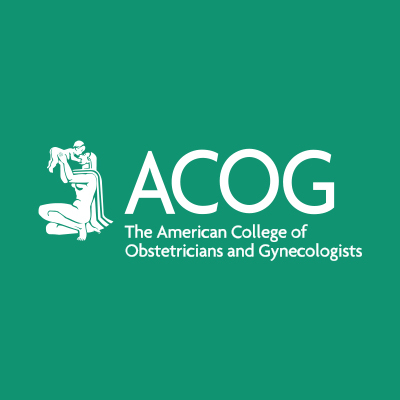 ACOG
The American College of
Obstetricians and Gynecologists